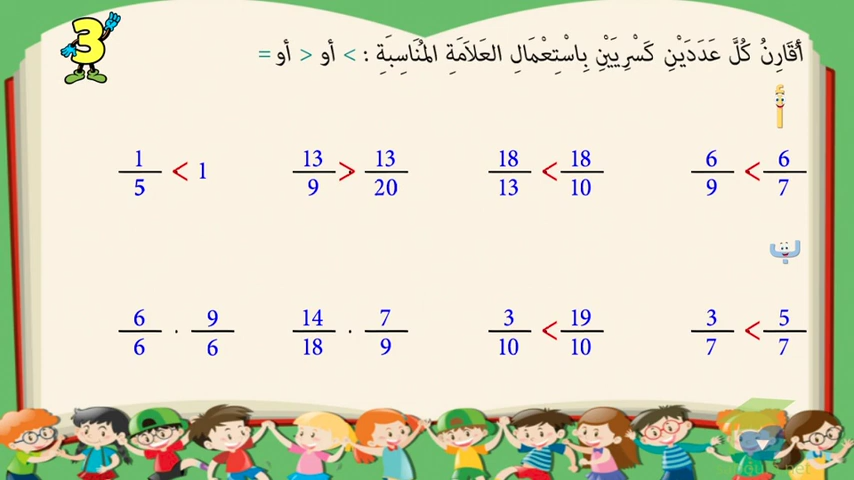 3
أُقَارِنُ كُلَّ عَدَدَيْنِ كَسْرِيَيْنِ بِاسْتِعْمَالِ العَلاَمَةِ المُنَاسِبَةِ : > أو < أو =
أ
1/5 < 1    13/9 > 13/20    18/13 < 18/10    6/9 < 6/7
ب
6/6 · 9/6    14/18 · 7/9    3/10 < 19/10    3/7 < 5/7